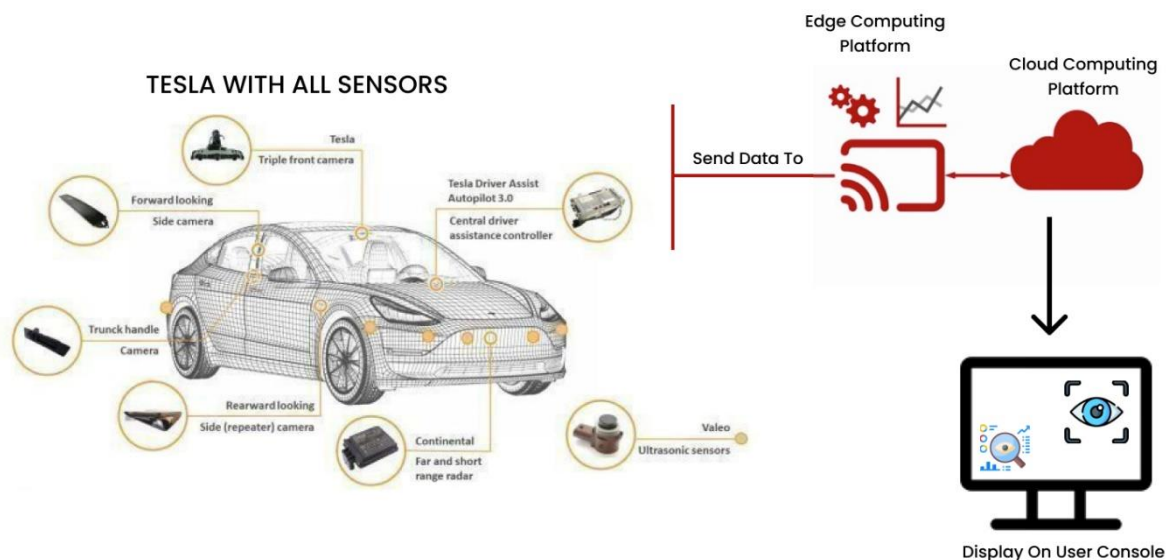 TESLA WITH ALL SENSORS
Tesla
Triple front camera
Forward looking
Side camera
Tesla Driver Assist
Autopilot 3.0
Central driver
assistance controller
Trunck handle
Camera
Rearward looking
Side (repeater) camera
Continental
Far and short
range radar
Valeo
Ultrasonic sensors
Send Data To
Edge Computing
Platform
Cloud Computing
Platform
Display On User Console